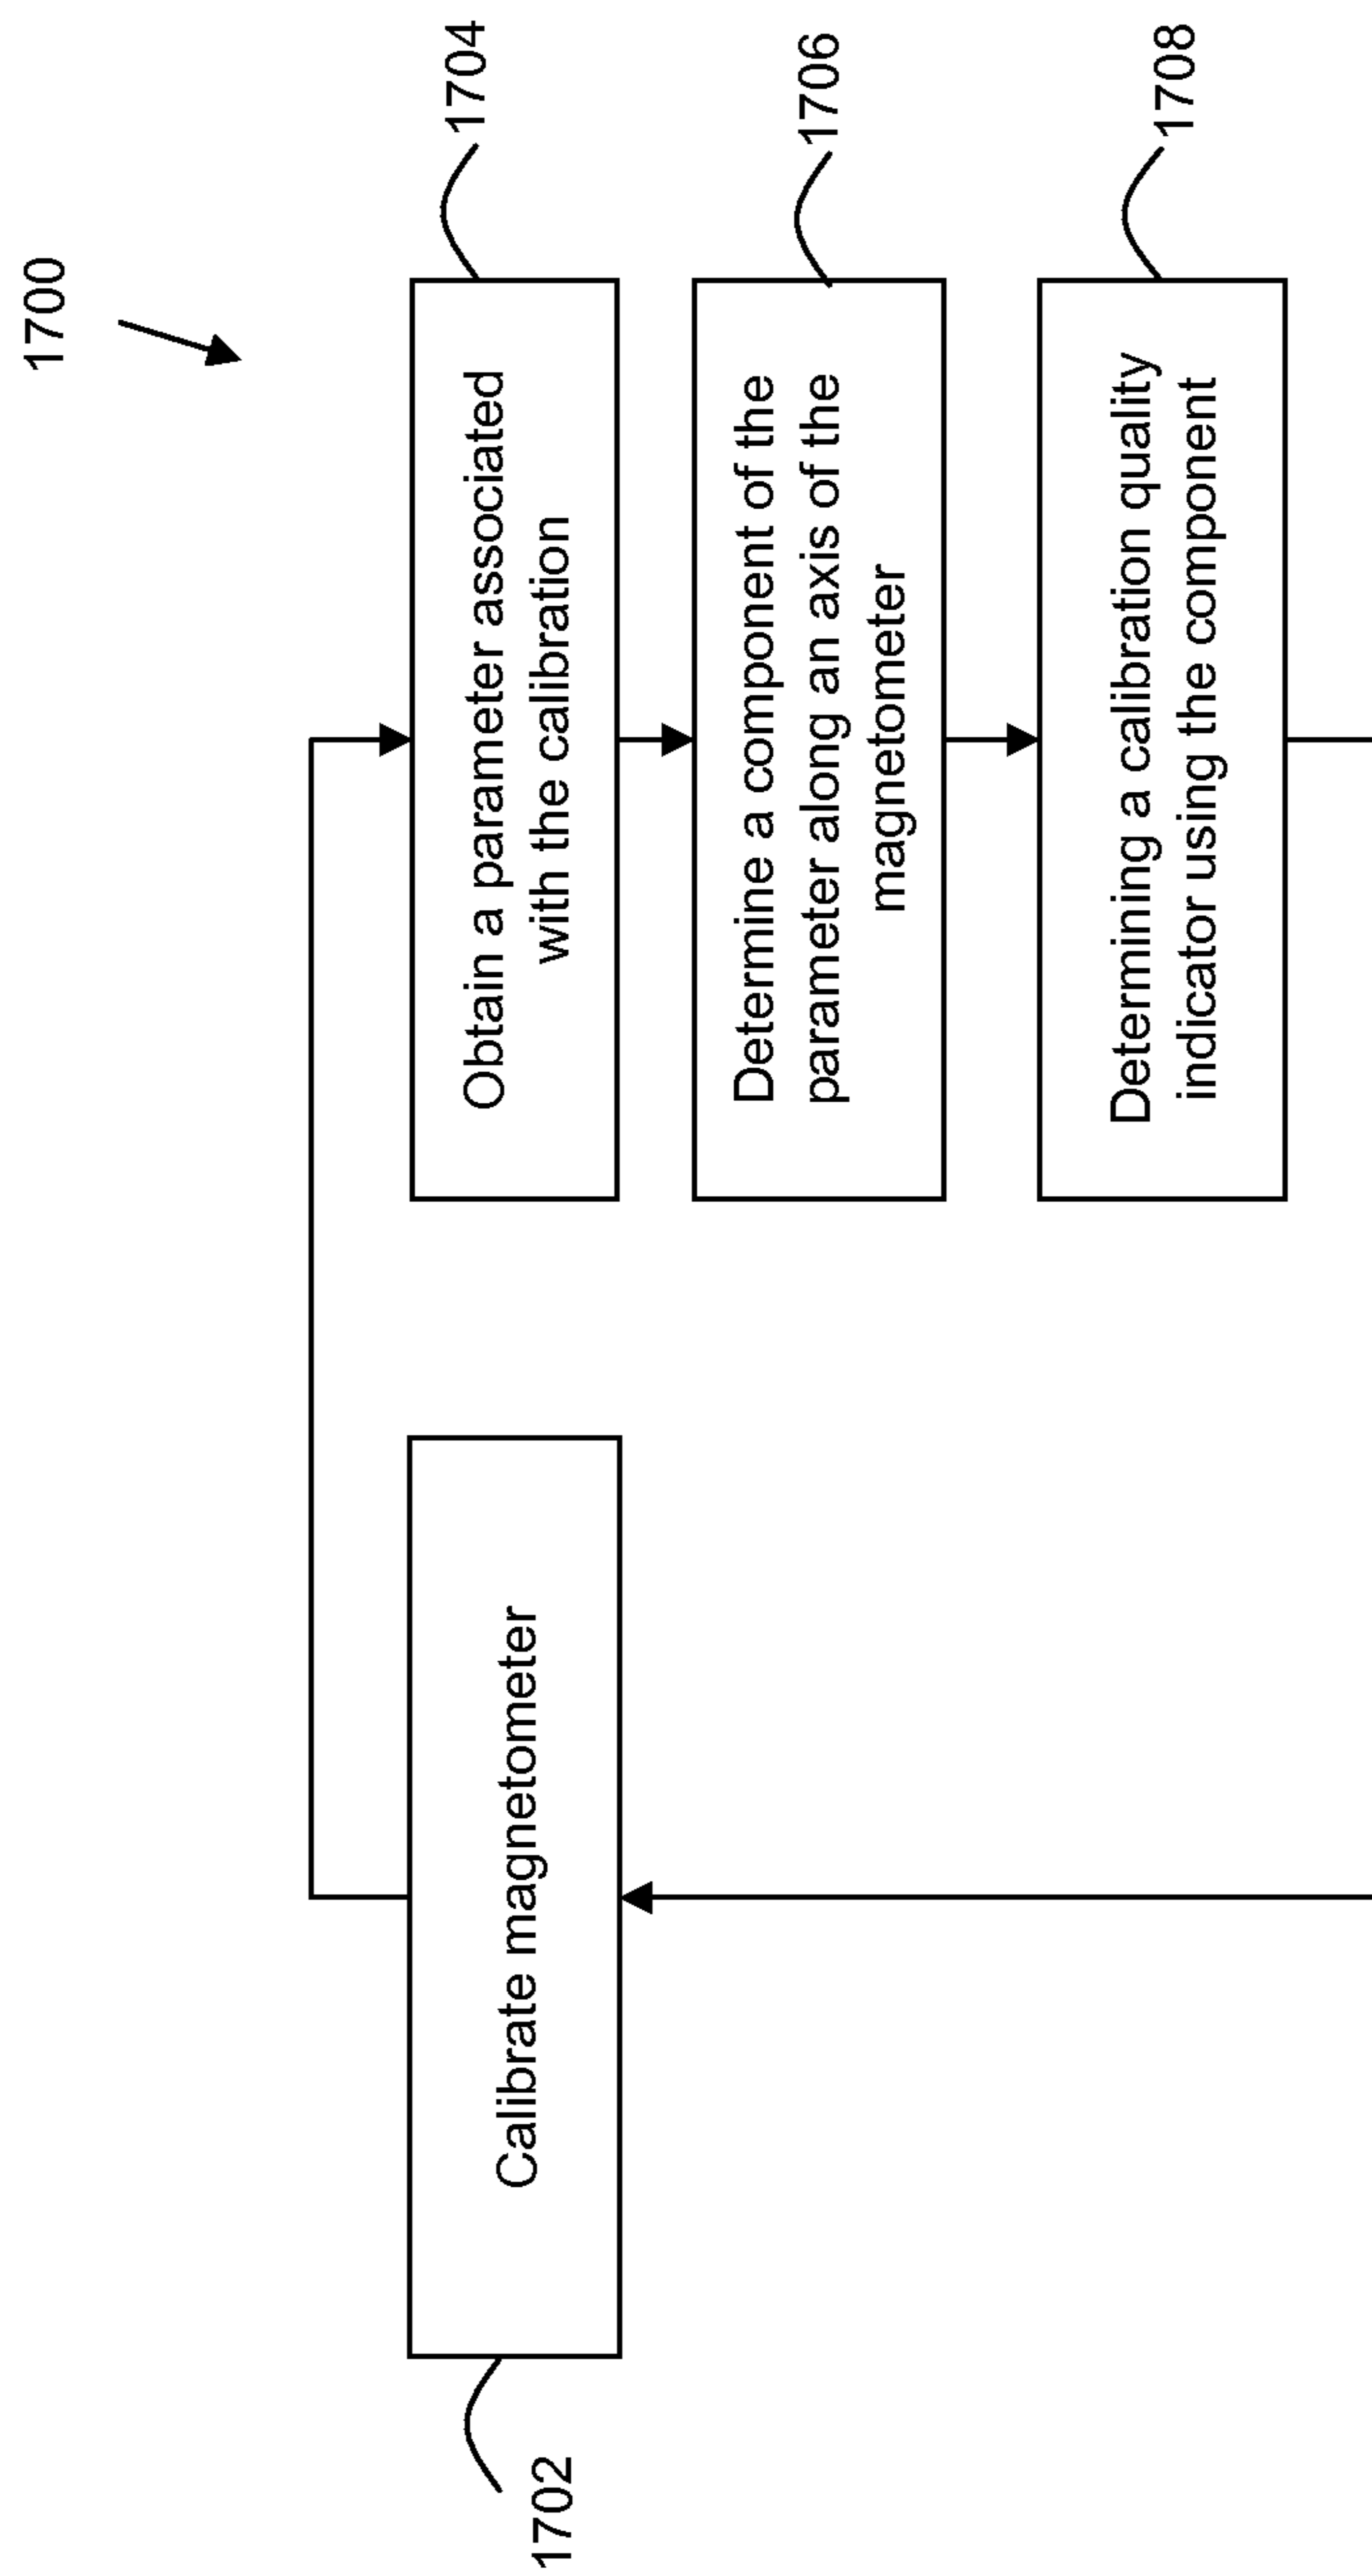 1700
1702
Calibrate magnetometer
1704
Obtain a parameter associated
with the calibration
1706
Determine a component of the
parameter along an axis of the
magnetometer
1708
Determining a calibration quality
indicator using the component